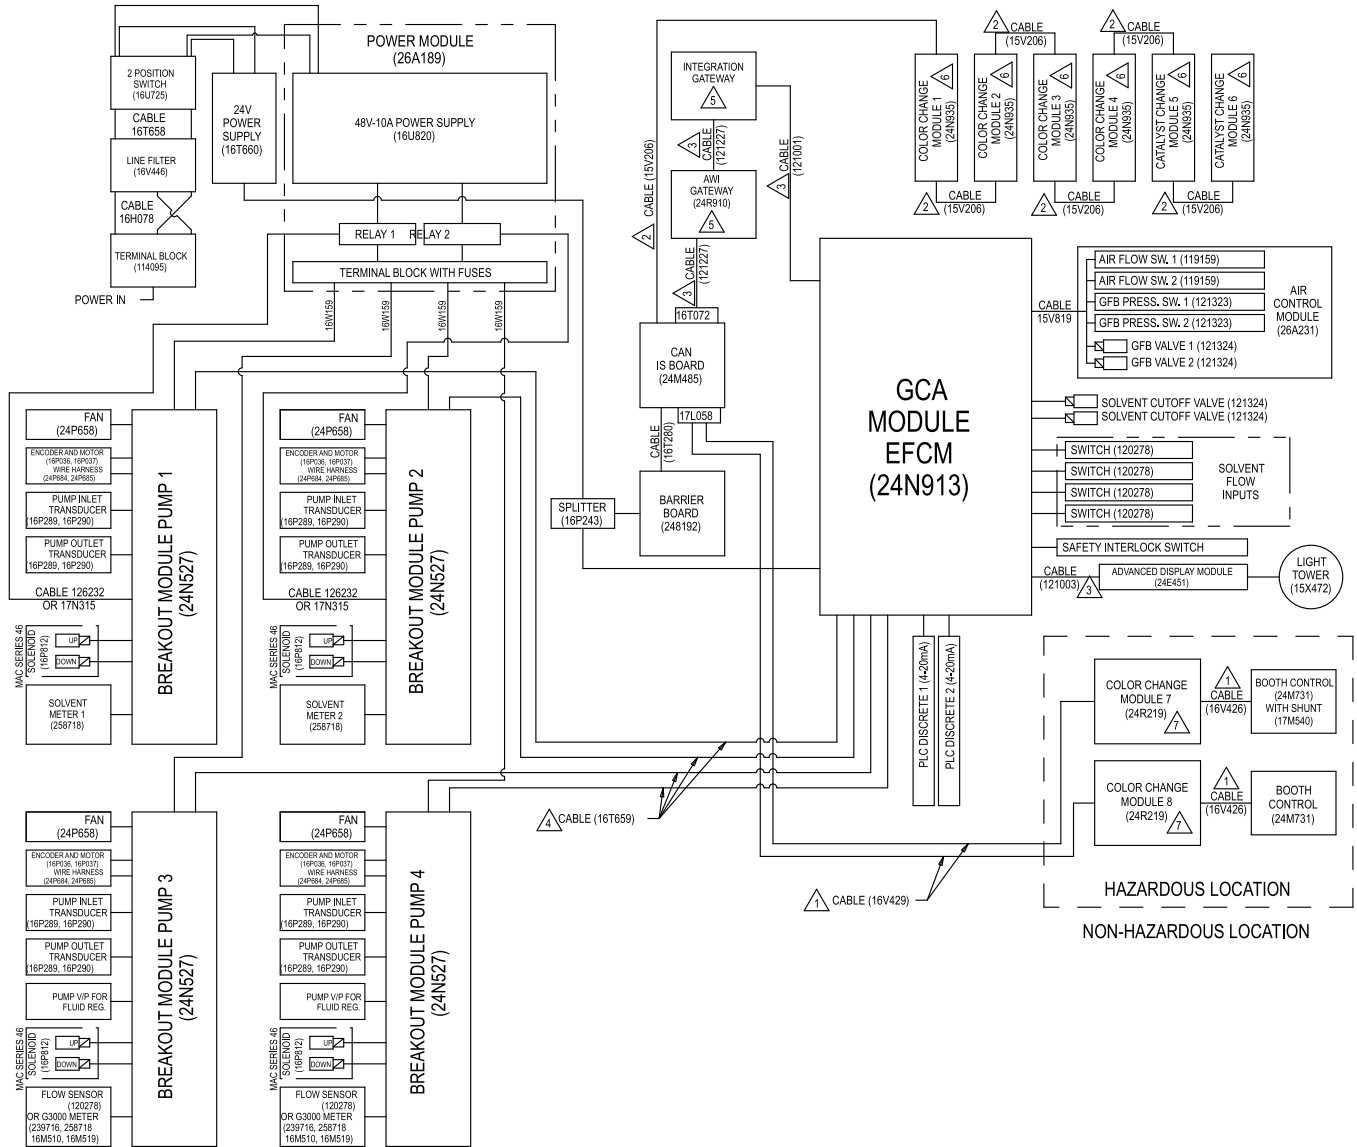 POWER MODULE
(26A189)
2 POSITION
SWITCH
(16U725)
CABLE
16T658
LINE FILTER
(16V446)
CABLE
16H078
TERMINAL BLOCK
(114095)
POWER IN
24V
POWER
SUPPLY
(16T660)
48V-10A POWER SUPPLY
(16U820)
RELAY 1
RELAY 2
TERMINAL BLOCK WITH FUSES
16W159
16W159
16W159
16W159
INTEGRATION
GATEWAY
5
3
CABLE
(121227)
AWI
GATEWAY
(24R910)
5
3
CABLE
(121227)
2
CABLE (15V206)
3
CABLE
(121001)
16T072
CAN
IS BOARD
(24M485)
17L058
CABLE
(16T280)
BARRIER
BOARD
(248192)
SPLITTER
(16P243)
2
CABLE
(15V206)
2
CABLE
(15V206)
COLOR CHANGE
MODULE 1
(24N935)
6
COLOR CHANGE
MODULE 2
(24N935)
6
COLOR CHANGE
MODULE 3
(24N935)
6
COLOR CHANGE
MODULE 4
(24N935)
6
CATALYST CHANGE
MODULE 5
(24N935)
6
CATALYST CHANGE
MODULE 6
(24N935)
6
2
CABLE
(15V206)
2
CABLE
(15V206)
2
CABLE
(15V206)
GCA
MODULE
EFCM
(24N913)
CABLE
15V819
AIR FLOW SW. 1 (119159)
AIR FLOW SW. 2 (119159)
GFB PRESS. SW. 1 (121323)
GFB PRESS. SW. 2 (121323)
GFB VALVE 1 (121324)
GFB VALVE 2 (121324)
AIR
CONTROL
MODULE
(26A231)
SOLVENT CUTOFF VALVE (121324)
SOLVENT CUTOFF VALVE (121324)
SWITCH (120278)
SWITCH (120278)
SWITCH (120278)
SWITCH (120278)
SOLVENT
FLOW
INPUTS
SAFETY INTERLOCK SWITCH
CABLE
(121003)
3
ADVANCED DISPLAY MODULE
(24E451)
LIGHT
TOWER
(15X472)
PLC DISCRETE 1 (4-20mA)
PLC DISCRETE 2 (4-20mA)
COLOR CHANGE
MODULE 7
(24R219)
7
1
CABLE
(16V426)
BOOTH CONTROL
(24M731)
WITH SHUNT
(17M540)
COLOR CHANGE
MODULE 8
(24R219)
7
1
CABLE
(16V426)
BOOTH
CONTROL
(24M731)
HAZARDOUS LOCATION
NON-HAZARDOUS LOCATION
4
CABLE (16T659)
1
CABLE (16V429)
FAN
(24P658)
ENCODER AND MOTOR
(16P036, 16P037)
WIRE HARNESS
(24P684, 24P685)
PUMP INLET
TRANSDUCER
(16P289, 16P290)
PUMP OUTLET
TRANSDUCER
(16P289, 16P290)
CABLE 126232
OR 17N315
MAC SERIES 46
SOLENOID
(16P812)
UP
DOWN
SOLVENT
METER 1
(258718)
BREAKOUT MODULE PUMP 1
(24N527)
FAN
(24P658)
ENCODER AND MOTOR
(16P036, 16P037)
WIRE HARNESS
(24P684, 24P685)
PUMP INLET
TRANSDUCER
(16P289, 16P290)
PUMP OUTLET
TRANSDUCER
(16P289, 16P290)
CABLE 126232
OR 17N315
MAC SERIES 46
SOLENOID
(16P812)
UP
DOWN
SOLVENT
METER 2
(258718)
BREAKOUT MODULE PUMP 2
(24N527)
FAN
(24P658)
ENCODER AND MOTOR
(16P036, 16P037)
WIRE HARNESS
(24P684, 24P685)
PUMP INLET
TRANSDUCER
(16P289, 16P290)
PUMP OUTLET
TRANSDUCER
(16P289, 16P290)
PUMP V/P FOR
FLUID REG.
MAC SERIES 46
SOLENOID
(16P812)
UP
DOWN
FLOW SENSOR
(120278)
OR G3000 METER
(239716, 258718
16M510, 16M519)
BREAKOUT MODULE PUMP 3
(24N527)
FAN
(24P658)
ENCODER AND MOTOR
(16P036, 16P037)
WIRE HARNESS
(24P684, 24P685)
PUMP INLET
TRANSDUCER
(16P289, 16P290)
PUMP OUTLET
TRANSDUCER
(16P289, 16P290)
PUMP V/P FOR
FLUID REG.
MAC SERIES 46
SOLENOID
(16P812)
UP
DOWN
FLOW SENSOR
(120278)
OR G3000 METER
(239716, 258718
16M510, 16M519)
BREAKOUT MODULE PUMP 4
(24N527)